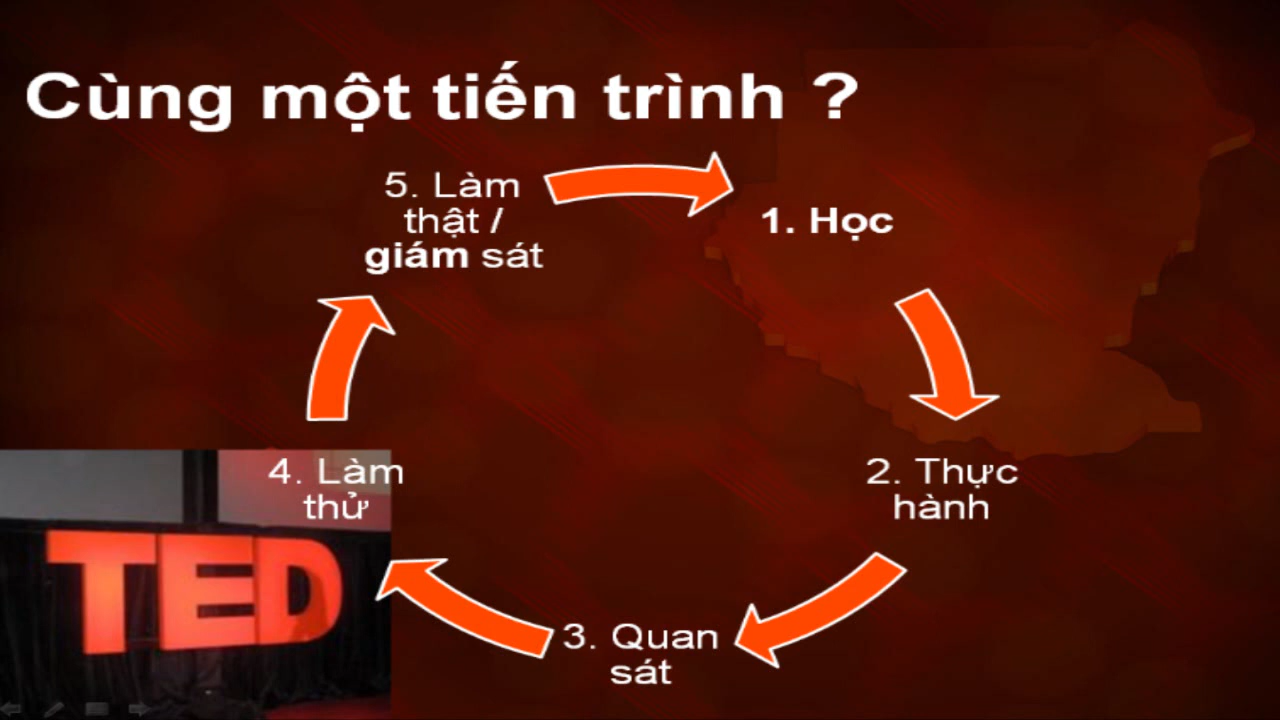 Cùng một tiến trình ?
5. Làm
thật /
giám sát
1. Học
4. Làm
thử
2. Thực
hành
3. Quan
sát
TED